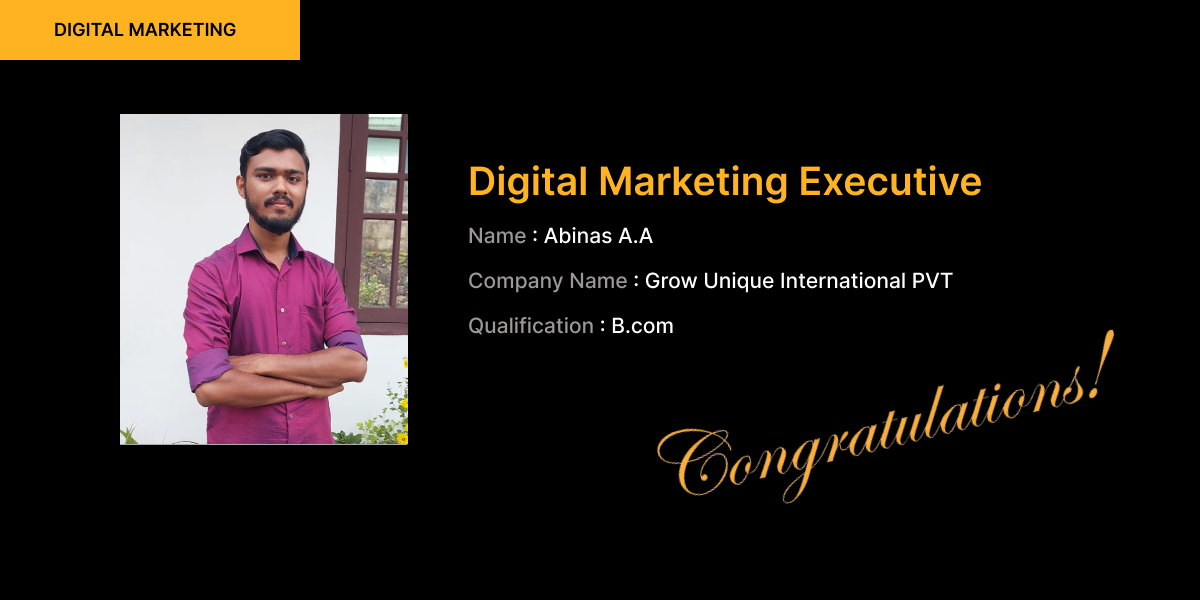 DIGITAL MARKETING
Digital Marketing Executive
Name : Abinas A.A
Company Name : Grow Unique International PVT
Qualification : B.com
Congratulations!